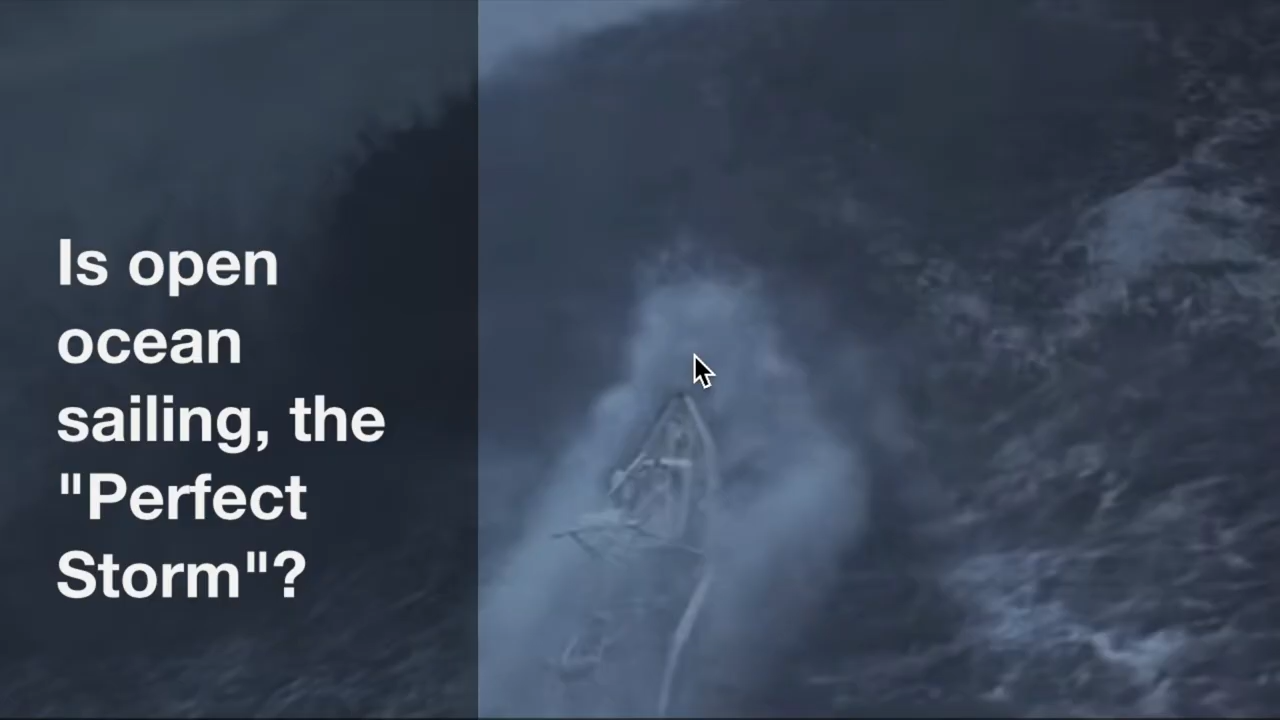 Is open
ocean
sailing, the
"Perfect
Storm"?